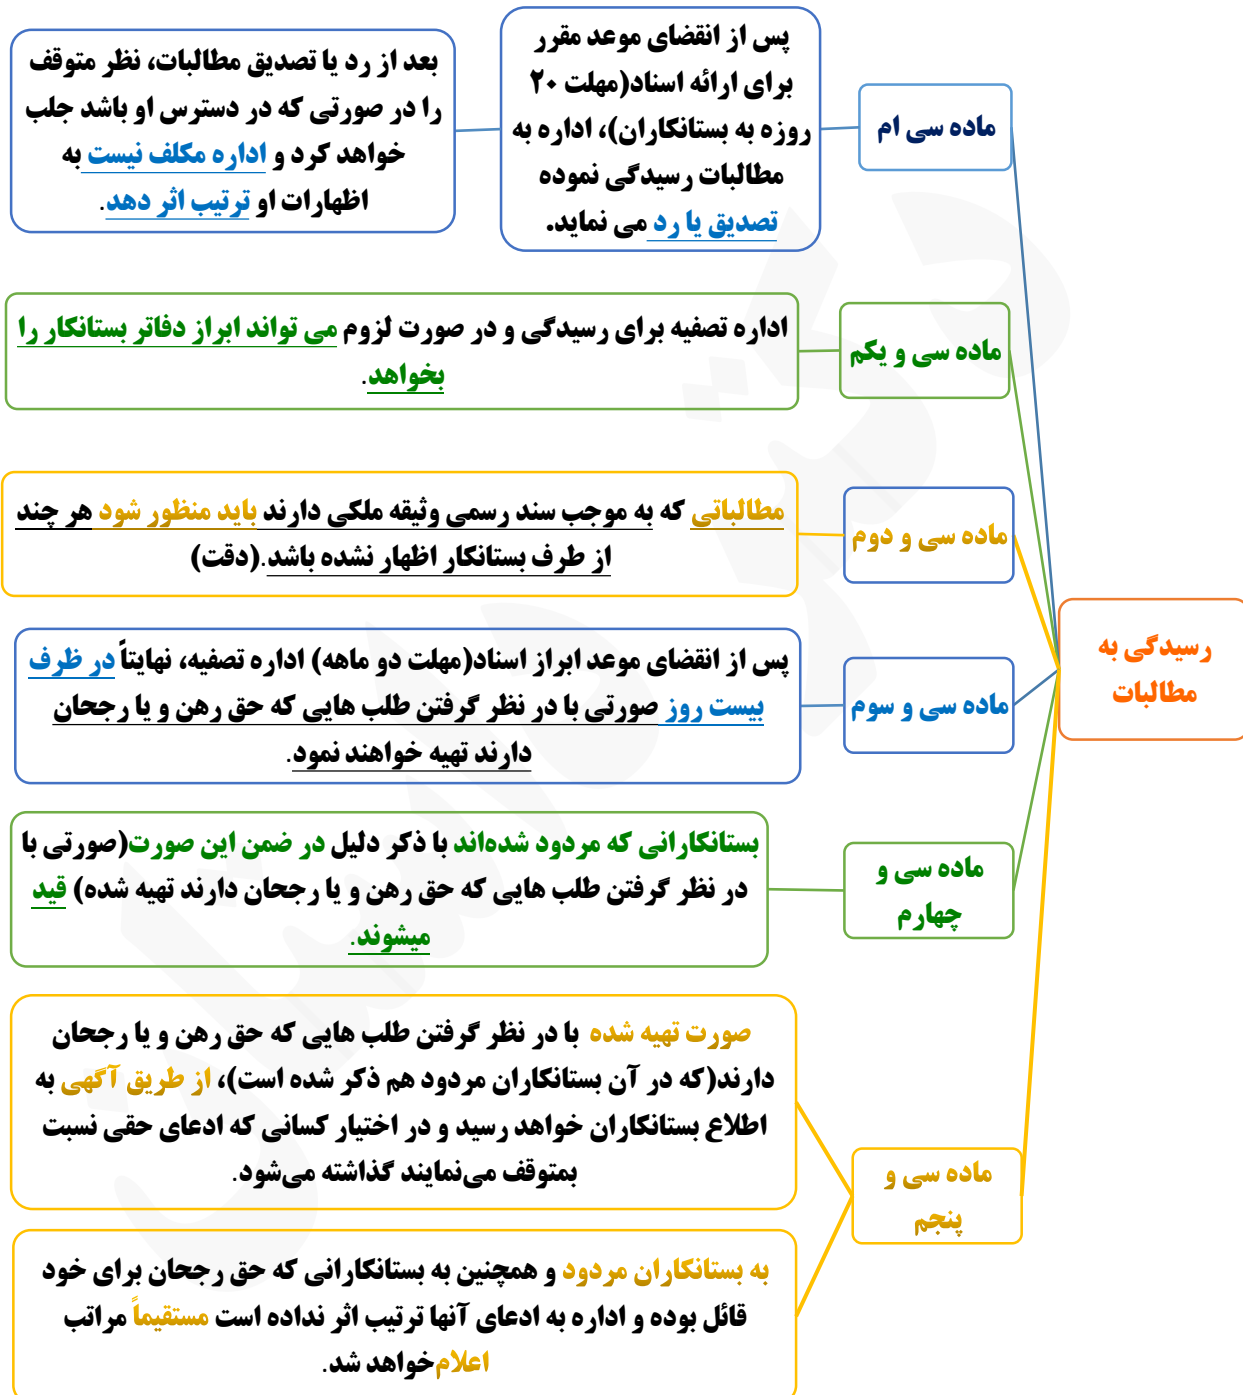 رسیدگی به
مطالبات
ماده سی ام
پس از انقضای موعد مقرر
برای ارائه اسناد(مهلت ۲۰
روزه به بستانکاران)، اداره به
مطالبات رسیدگی نموده
تصدیق یا رد می نماید.
بعد از رد یا تصدیق مطالبات، نظر متوقف
را در صورتی که در دسترس او باشد جلب
خواهد کرد و اداره مکلف نیست به
اظهارات او ترتیب اثر دهد.
ماده سی و یکم
اداره تصفیه برای رسیدگی و در صورت لزوم می تواند ابراز دفاتر بستانکار را
بخواهد.
ماده سی و دوم
مطالباتی که به موجب سند رسمی وثیقه ملکی دارند باید منظور شود هر چند
از طرف بستانکار اظهار نشده باشد.(دقت)
ماده سی و سوم
پس از انقضای موعد ابراز اسناد(مهلت دو ماهه) اداره تصفیه، نهایتاً در ظرف
بیست روز صورتی با در نظر گرفتن طلب هایی که حق رهن و یا رجحان
دارند تهیه خواهند نمود.
ماده سی و
چهارم
بستانکارانی که مردود شده‌اند با ذکر دلیل در ضمن این صورت(صورتی با
در نظر گرفتن طلب هایی که حق رهن و یا رجحان دارند تهیه شده) قید
میشوند.
ماده سی و
پنجم
صورت تهیه شده با در نظر گرفتن طلب هایی که حق رهن و یا رجحان
دارند(که در آن بستانکاران مردود هم ذکر شده است)، از طریق آگهی به
اطلاع بستانکاران خواهد رسید و در اختیار کسانی که ادعای حقی نسبت
بمتوقف می‌نمایند گذاشته می‌شود.
به بستانکاران مردود و همچنین به بستانکارانی که حق رجحان برای خود
قائل بوده و اداره به ادعای آنها ترتیب اثر نداده است مستقیماً مراتب
اعلام خواهد شد.